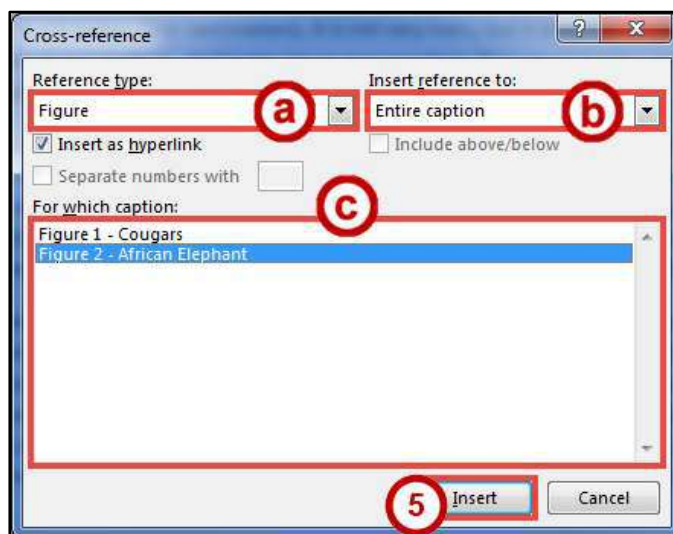 Cross-reference
?
X
Reference type:
Insert reference to:
Figure
a
Entire caption
b
Insert as hyperlink
Include above/below
Separate numbers with
For which caption:
c
Figure 1 - Cougars
Figure 2 - African Elephant
5
Insert
Cancel